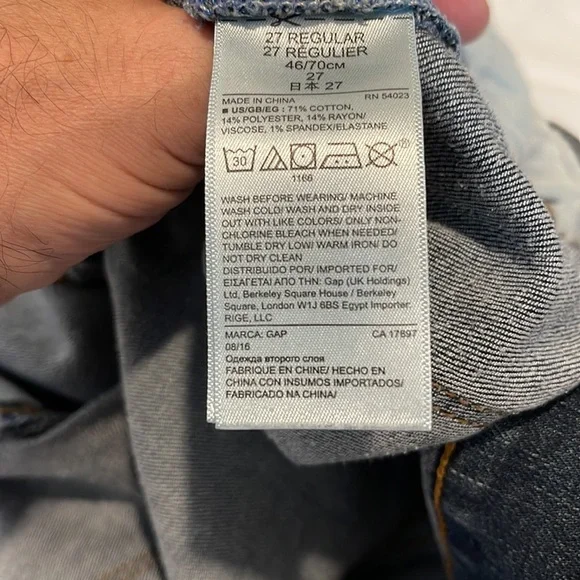 27 REGULAR
27 RÉGULIER
46/70CM
27
日本 27
MADE IN CHINA RN 54023
■ US/GB/EG : 71% COTTON,
14% POLYESTER, 14% RAYON/
VISCOSE, 1% SPANDEX/ELASTANE
30
1166
WASH BEFORE WEARING/ MACHINE
WASH COLD/ WASH AND DRY INSIDE
OUT WITH LIKE COLORS/ ONLY NON-
CHLORINE BLEACH WHEN NEEDED/
TUMBLE DRY LOW/ WARM IRON/ DO
NOT DRY CLEAN
DISTRIBUIDO POR/ IMPORTED FOR/
ΕΙΣΑΓΕΤΑΙ ΑΠΟ ΤΗΝ: Gap (UK Holdings)
Ltd, Berkeley Square House / Berkeley
Square, London W1J 6BS Egypt Importer:
RIGE, LLC
MARCA: GAP CA 17897
08/16
Одежда второго слоя
FABRIQUE EN CHINE/ HECHO EN
CHINA CON INSUMOS IMPORTADOS/
FABRICADO NA CHINA/